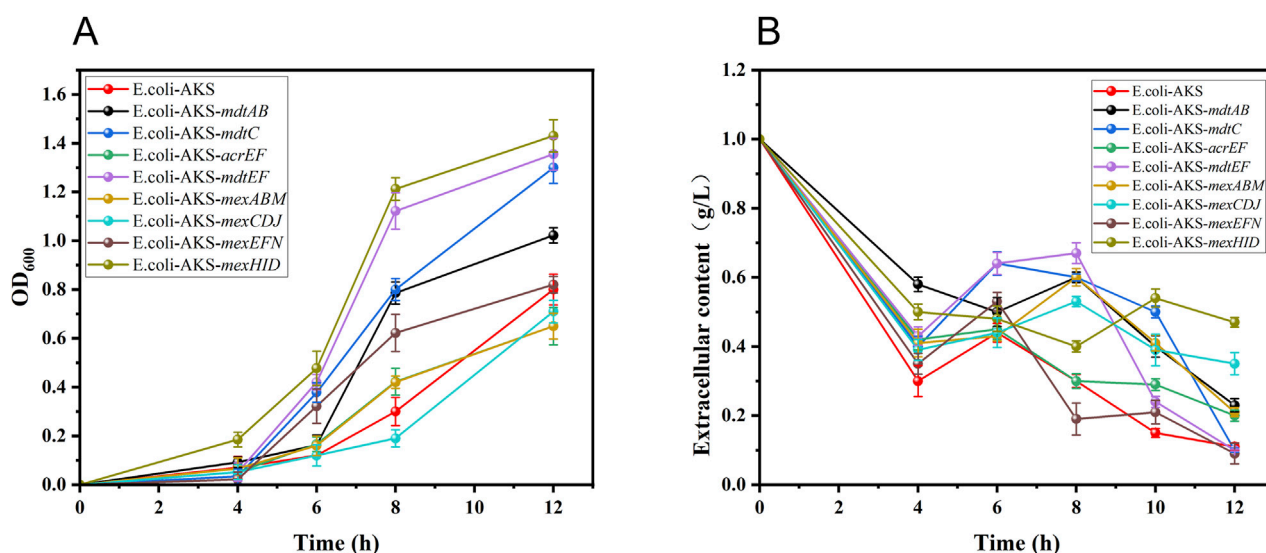 A
OD600
1.6
1.4
1.2
1.0
0.8
0.6
0.4
0.2
0.0
E.coli-AKS
E.coli-AKS-mdtAB
E.coli-AKS-mdtC
E.coli-AKS-acrEF
E.coli-AKS-mdtEF
E.coli-AKS-mexABM
E.coli-AKS-mexCDJ
E.coli-AKS-mexEFN
E.coli-AKS-mexHID
0 2 4 6 8 10 12
Time (h)
B
Extracellular content（g/L）
1.2
1.0
0.8
0.6
0.4
0.2
0.0
E.coli-AKS
E.coli-AKS-mdtAB
E.coli-AKS-mdtC
E.coli-AKS-acrEF
E.coli-AKS-mdtEF
E.coli-AKS-mexABM
E.coli-AKS-mexCDJ
E.coli-AKS-mexEFN
E.coli-AKS-mexHID
0 2 4 6 8 10 12
Time (h)